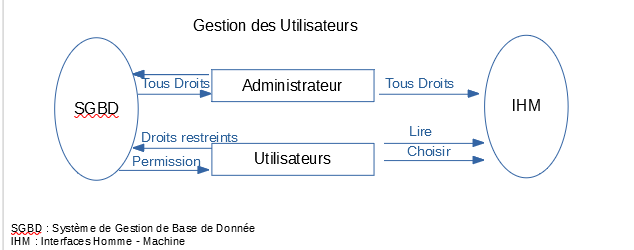 Gestion des Utilisateurs
Tous Droits
Administrateur
Tous Droits
SGBD
IHM
Droits restreints
Lire
Permission
Utilisateurs
Choisir
SGBD : Système de Gestion de Base de Donnée
IHM : Interfaces Homme - Machine